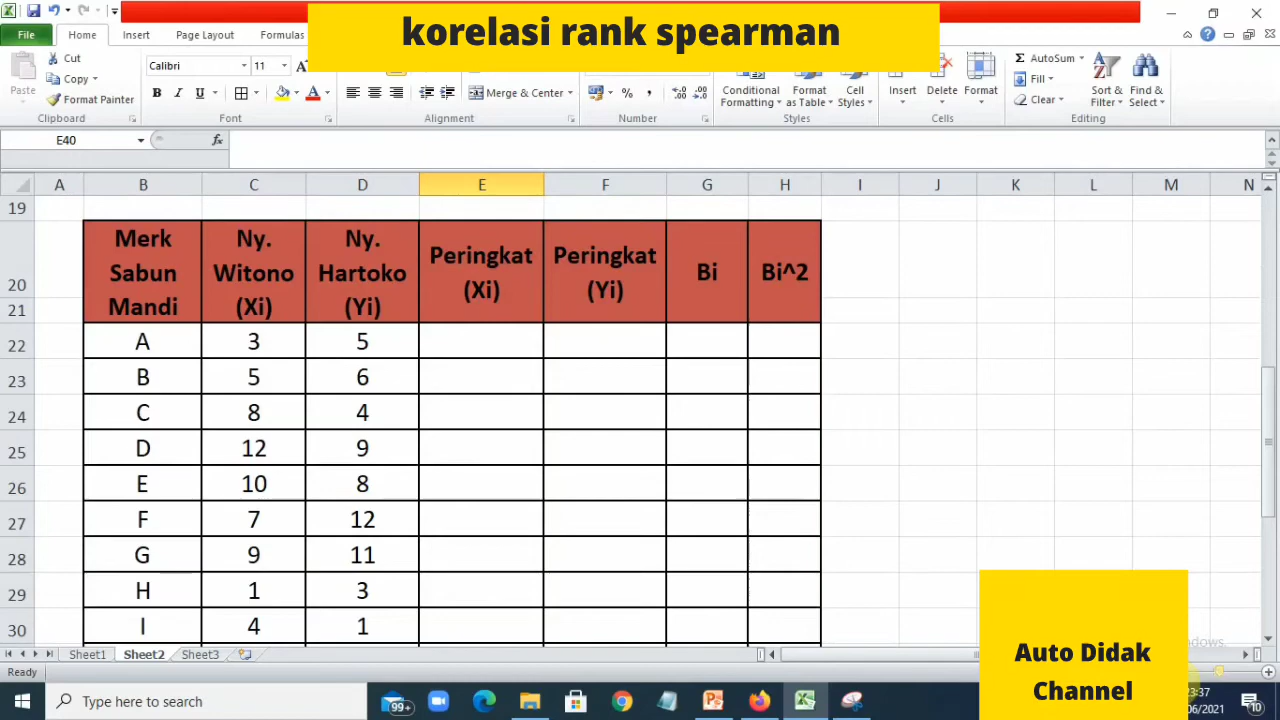 korelasi rank spearman
File Home Insert Page Layout Formulas
Cut
Copy
Format Painter
Paste
Calibri 11
Merge & Center
Conditional Formatting
Format as Table
Cell Styles
Insert Delete Format
AutoSum
Fill
Clear
Sort & Filter
Find & Select
Clipboard Font Alignment Number Styles Cells Editing
E40 fx
A B C D E F G H I J K L M N
19
20
21
Merk Sabun Mandi
Ny. Witono (Xi)
Ny. Hartoko (Yi)
Peringkat (Xi)
Peringkat (Yi)
Bi
Bi^2
22 A 3 5
23 B 5 6
24 C 8 4
25 D 12 9
26 E 10 8
27 F 7 12
28 G 9 11
29 H 1 3
30 I 4 1
Sheet1 Sheet2 Sheet3
Ready
Auto Didak
Channel
Type here to search
99+
23:37
06/2021
10